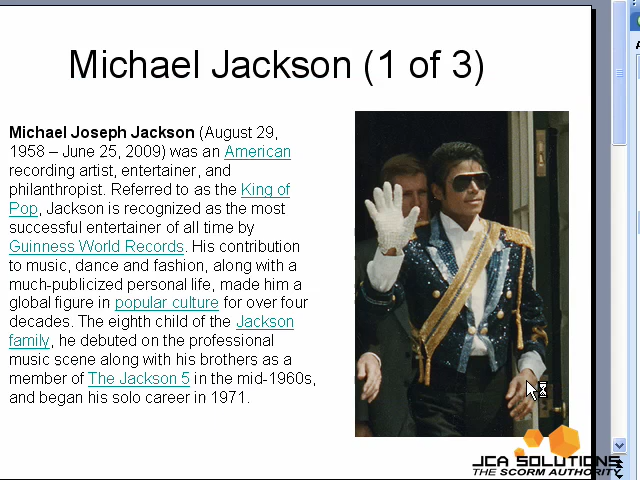 Michael Jackson (1 of 3)
Michael Joseph Jackson (August 29,
1958 – June 25, 2009) was an American
recording artist, entertainer, and
philanthropist. Referred to as the King of
Pop, Jackson is recognized as the most
successful entertainer of all time by
Guinness World Records. His contribution
to music, dance and fashion, along with a
much-publicized personal life, made him a
global figure in popular culture for over four
decades. The eighth child of the Jackson
family, he debuted on the professional
music scene along with his brothers as a
member of The Jackson 5 in the mid-1960s,
and began his solo career in 1971.
JCA SOLUTIONS
THE SCORM AUTHORITY